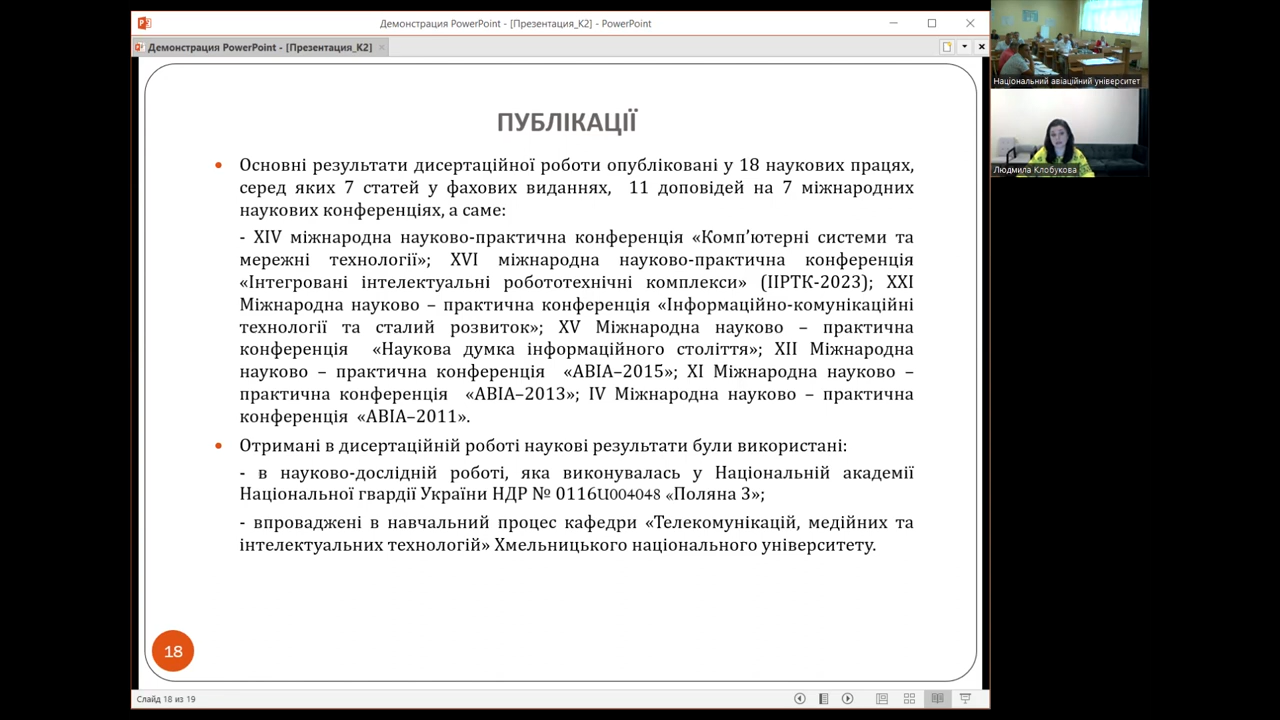 Демонстрация PowerPoint - [Презентация_К2] - PowerPoint
Демонстрация PowerPoint - [Презентация_К2]
ПУБЛІКАЦІЇ
Основні результати дисертаційної роботи опубліковані у 18 наукових працях,
серед яких 7 статей у фахових виданнях, 11 доповідей на 7 міжнародних
наукових конференціях, а саме:
- XIV міжнародна науково-практична конференція «Комп’ютерні системи та
мережні технології»; XVI міжнародна науково-практична конференція
«Інтегровані інтелектуальні робототехнічні комплекси» (ІІРТК-2023); XXI
Міжнародна науково – практична конференція «Інформаційно-комунікаційні
технології та сталий розвиток»; XV Міжнародна науково – практична
конференція «Наукова думка інформаційного століття»; XII Міжнародна
науково – практична конференція «АВІА–2015»; XI Міжнародна науково –
практична конференція «АВІА–2013»; IV Міжнародна науково – практична
конференція «АВІА–2011».
Отримані в дисертаційній роботі наукові результати були використані:
- в науково-дослідній роботі, яка виконувалась у Національній академії
Національної гвардії України НДР № 0116U004048 «Поляна 3»;
- впроваджені в навчальний процес кафедри «Телекомунікацій, медійних та
інтелектуальних технологій» Хмельницького національного університету.
18
Слайд 18 из 19
Національний авіаційний університет
Людмила Клобукова